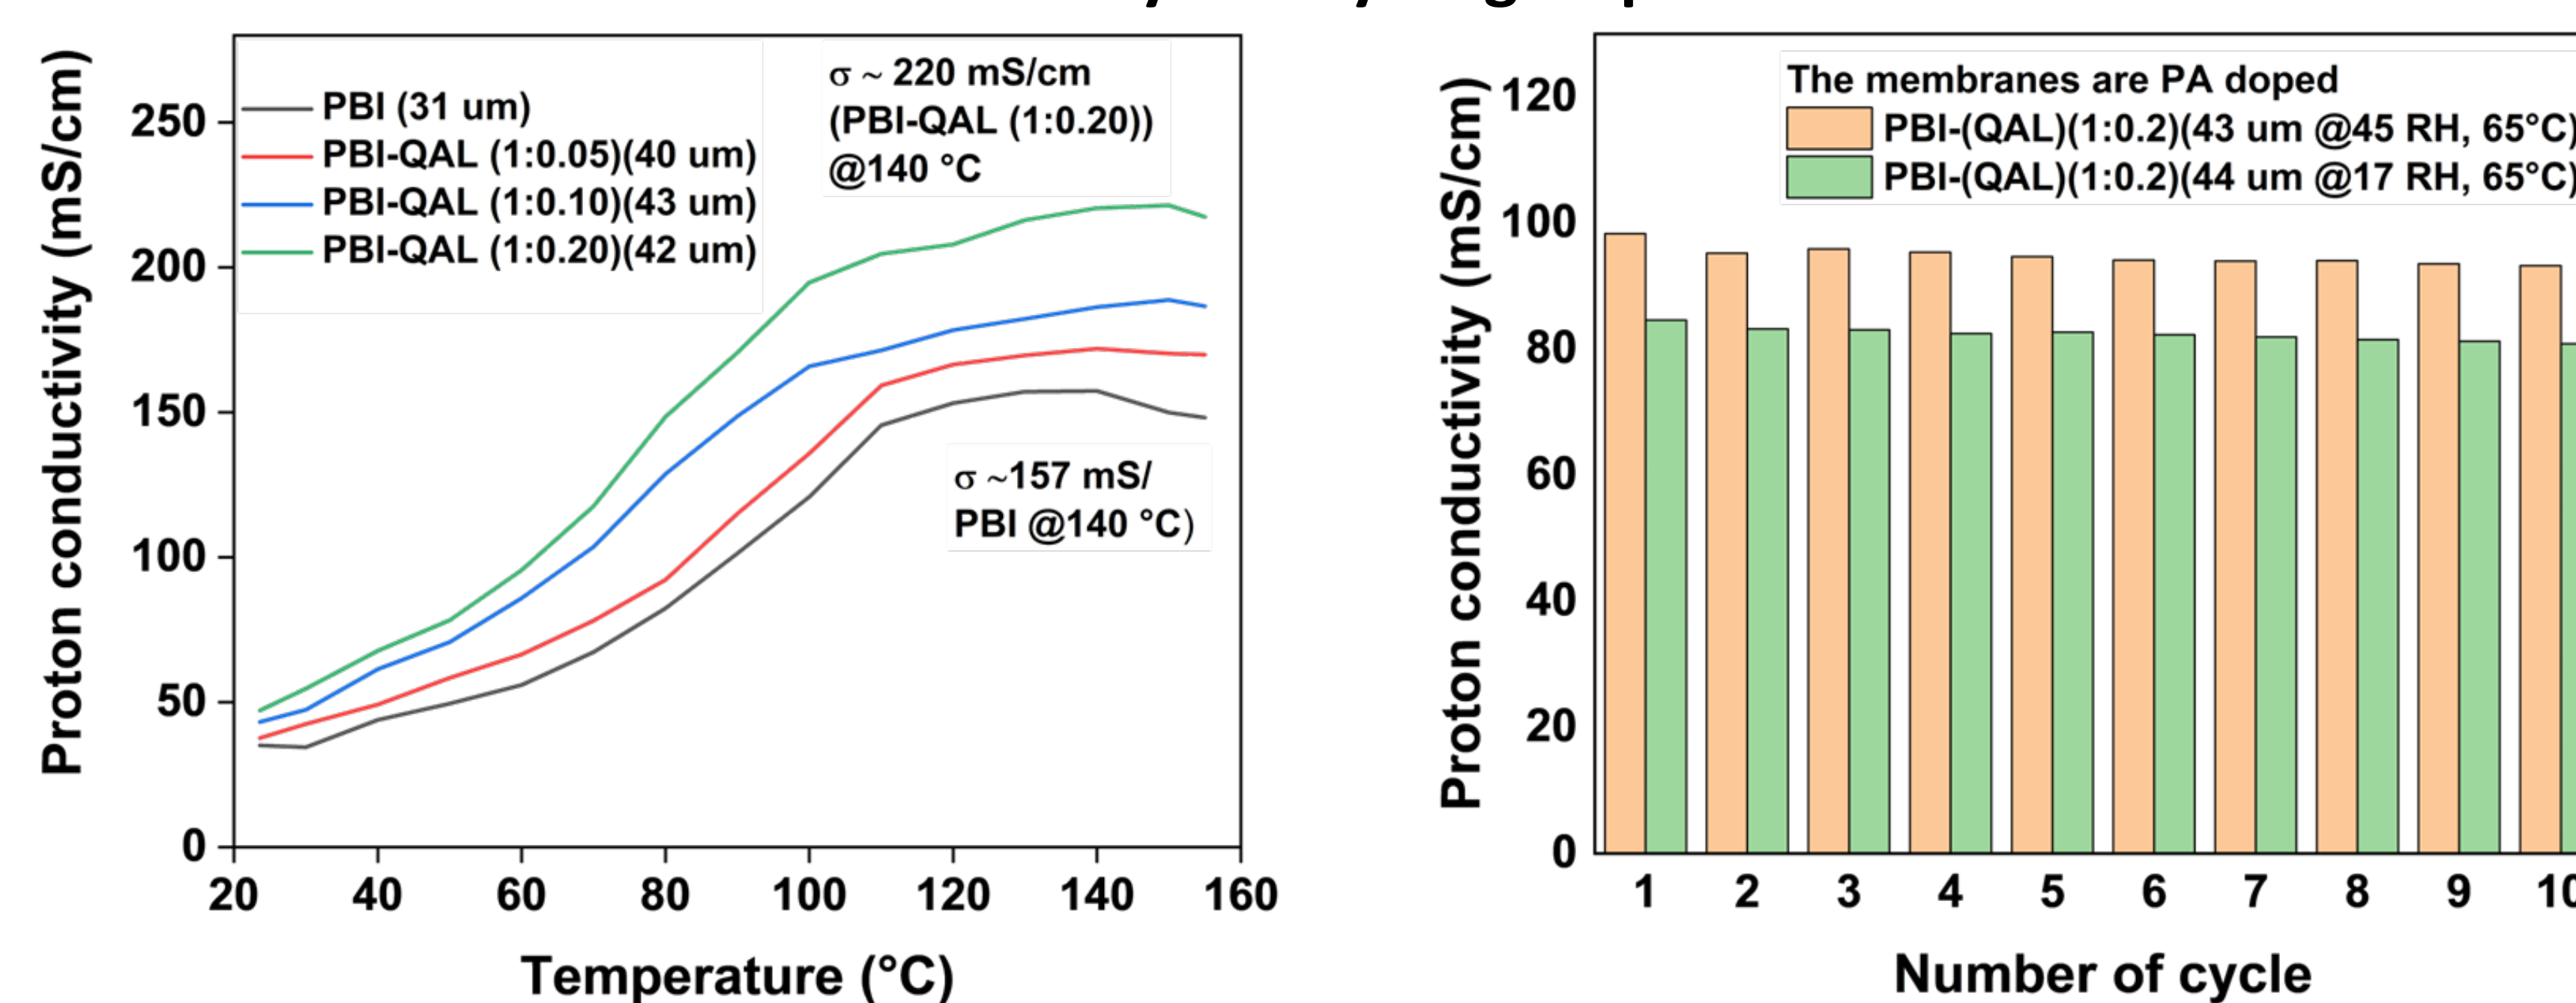 Proton conductivity (mS/cm)
250
200
150
100
50
0
PBI (31 um)
PBI-QAL (1:0.05)(40 um)
PBI-QAL (1:0.10)(43 um)
PBI-QAL (1:0.20)(42 um)
σ ~ 220 mS/cm
(PBI-QAL (1:0.20))
@140 °C
σ ~157 mS/
PBI @140 °C)
20 40 60 80 100 120 140 160
Temperature (°C)
Proton conductivity (mS/cm)
120
100
80
60
40
20
0
The membranes are PA doped
PBI-(QAL)(1:0.2)(43 um @45 RH, 65°C)
PBI-(QAL)(1:0.2)(44 um @17 RH, 65°C)
1 2 3 4 5 6 7 8 9 10
Number of cycle